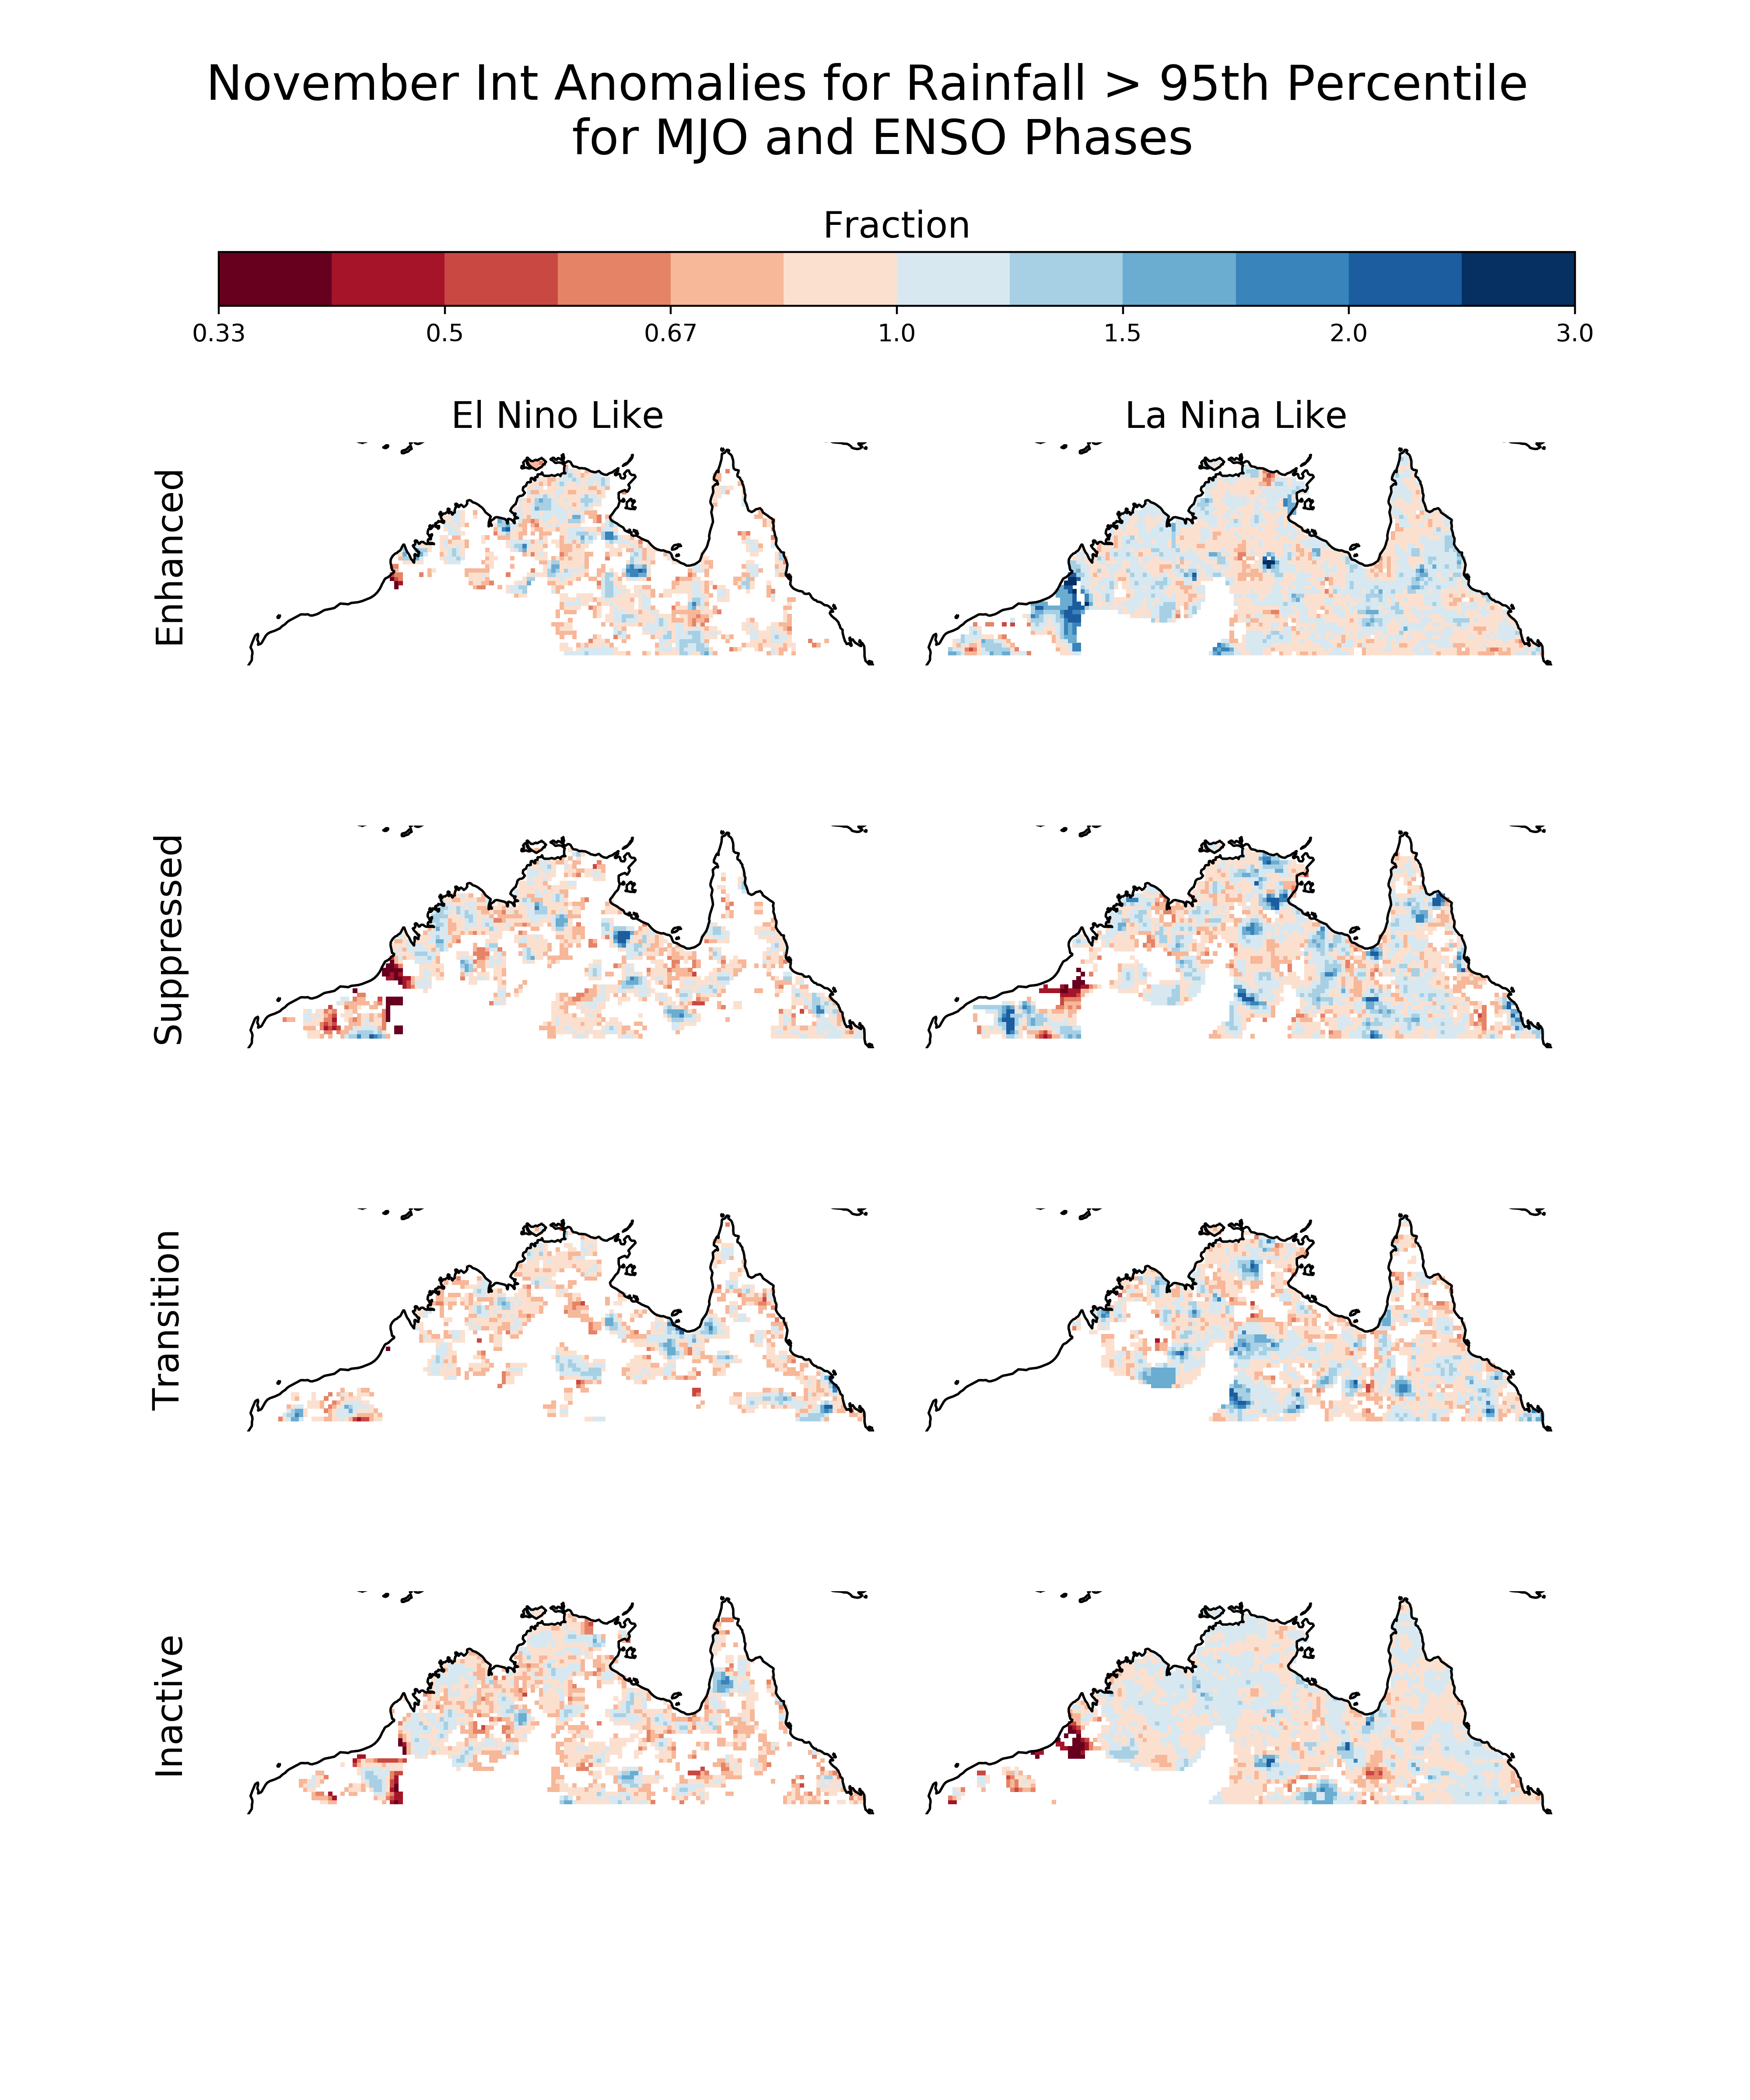 November Int Anomalies for Rainfall > 95th Percentile
for MJO and ENSO Phases
Fraction
0.33 0.5 0.67 1.0 1.5 2.0 3.0
El Nino Like La Nina Like
Enhanced
Suppressed
Transition
Inactive